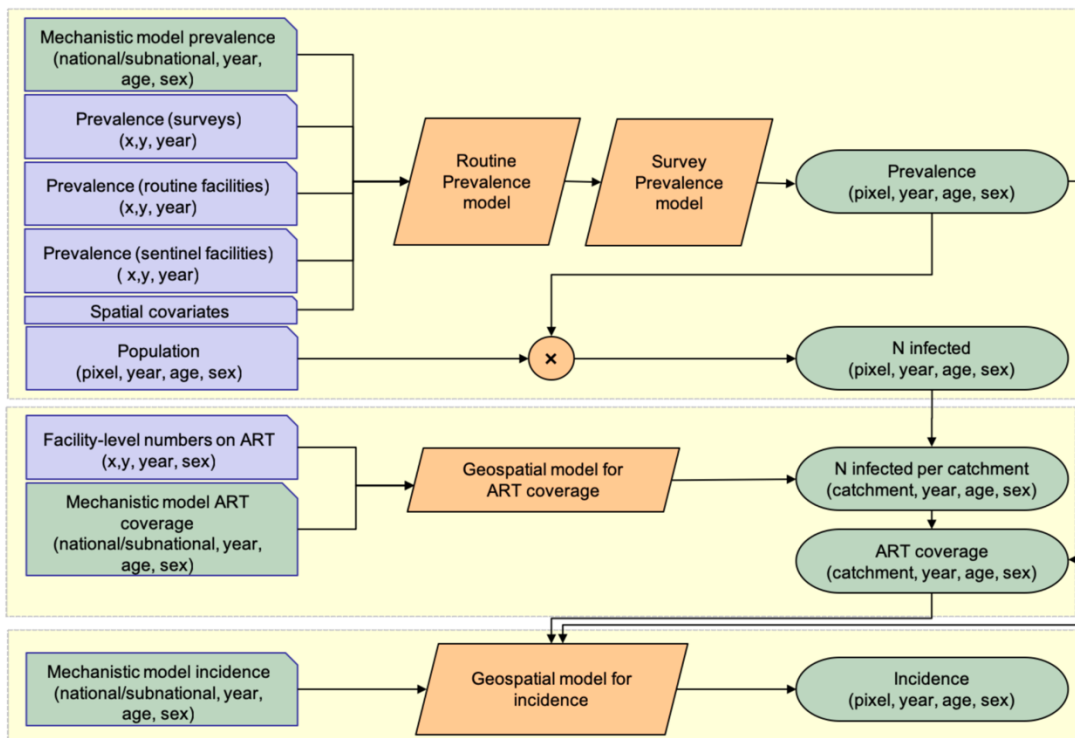 Mechanistic model prevalence
(national/subnational, year,
age, sex)
Prevalence (surveys)
(x,y, year)
Prevalence (routine facilities)
(x,y, year)
Prevalence (sentinel facilities)
( x,y, year)
Spatial covariates
Population
(pixel, year, age, sex)
Routine
Prevalence
model
Survey
Prevalence
model
Prevalence
(pixel, year, age, sex)
×
N infected
(pixel, year, age, sex)
Facility-level numbers on ART
(x,y, year, sex)
Mechanistic model ART
coverage
(national/subnational, year,
age, sex)
Geospatial model for
ART coverage
N infected per catchment
(catchment, year, age, sex)
ART coverage
(catchment, year, age, sex)
Mechanistic model incidence
(national/subnational, year,
age, sex)
Geospatial model for
incidence
Incidence
(pixel, year, age, sex)